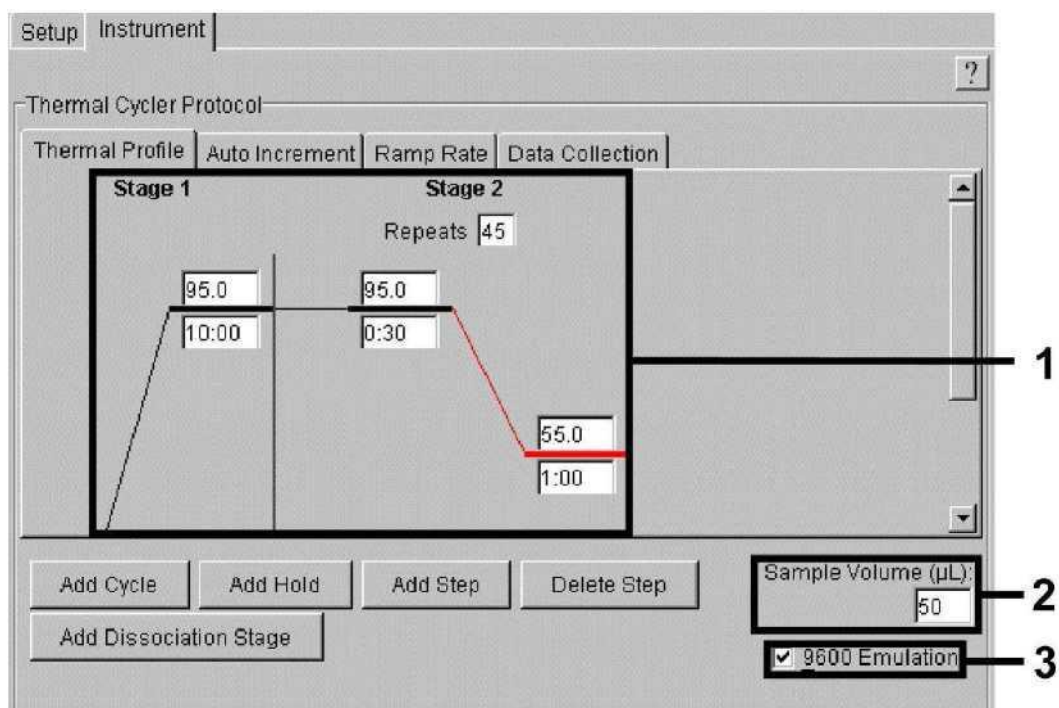 Setup Instrument
?
Thermal Cycler Protocol
Thermal Profile Auto Increment Ramp Rate Data Collection
Stage 1 Stage 2
Repeats 45
95.0 95.0
10:00 0:30
1
55.0
1:00
Add Cycle Add Hold Add Step Delete Step
Sample Volume (µL):
50
2
Add Dissociation Stage
9600 Emulation
3